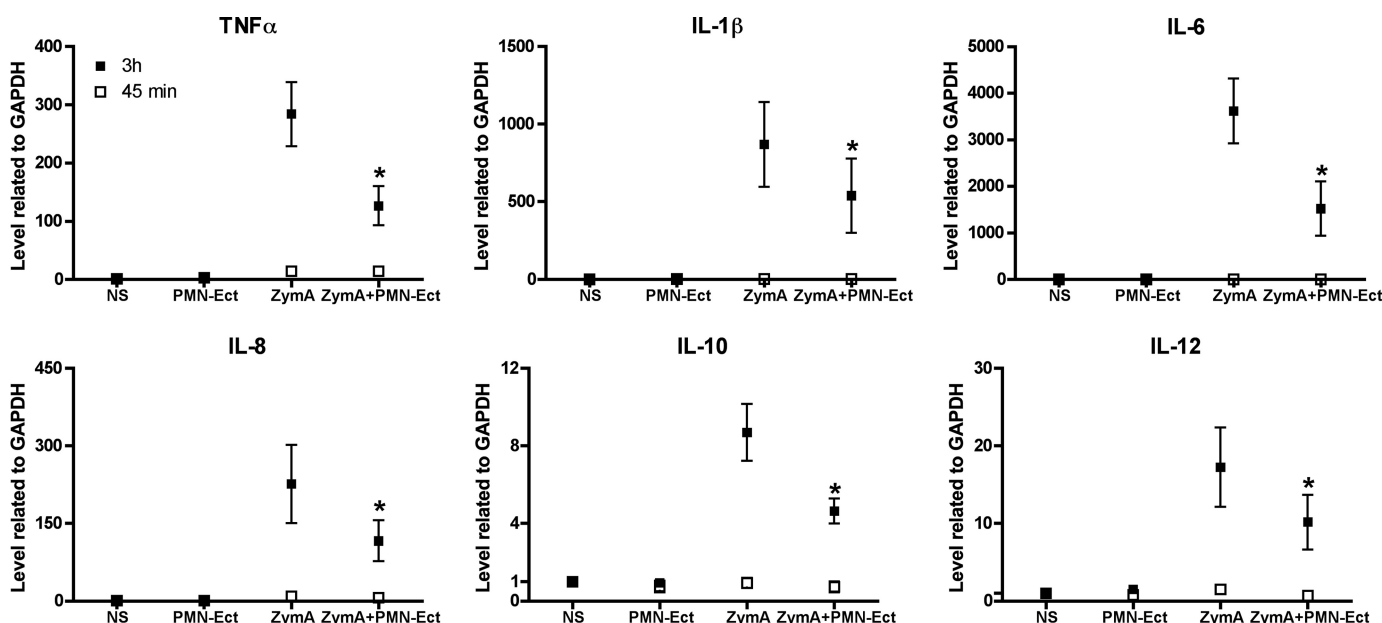 TNFα
Level related to GAPDH
400
300
200
100
0
3h
45 min
NS PMN-Ect ZymA ZymA+PMN-Ect
*
IL-1β
Level related to GAPDH
1500
1000
500
0
NS PMN-Ect ZymA ZymA+PMN-Ect
*
IL-6
Level related to GAPDH
5000
4000
3000
2000
1000
0
NS PMN-Ect ZymA ZymA+PMN-Ect
*
IL-8
Level related to GAPDH
450
300
150
0
NS PMN-Ect ZymA ZymA+PMN-Ect
*
IL-10
Level related to GAPDH
12
8
4
1
0
NS PMN-Ect ZymA ZymA+PMN-Ect
*
IL-12
Level related to GAPDH
30
20
10
0
NS PMN-Ect ZymA ZymA+PMN-Ect
*